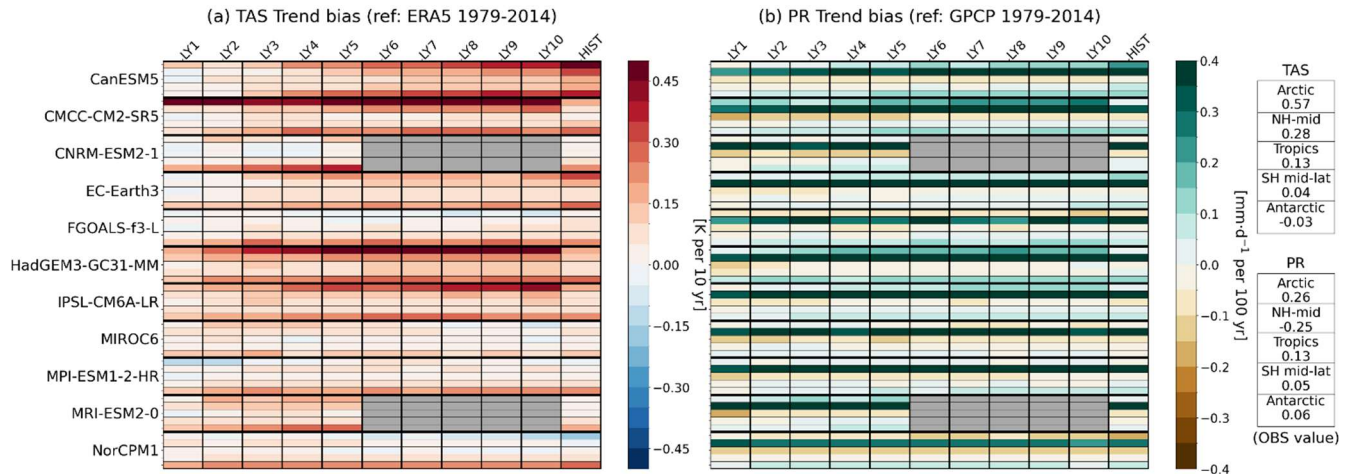 (a) TAS Trend bias (ref: ERA5 1979-2014)
LY1 LY2 LY3 LY4 LY5 LY6 LY7 LY8 LY9 LY10 HIST
CanESM5
CMCC-CM2-SR5
CNRM-ESM2-1
EC-Earth3
FGOALS-f3-L
HadGEM3-GC31-MM
IPSL-CM6A-LR
MIROC6
MPI-ESM1-2-HR
MRI-ESM2-0
NorCPM1
0.45
0.30
0.15
0.00
−0.15
−0.30
−0.45
[K per 10 yr]
(b) PR Trend bias (ref: GPCP 1979-2014)
LY1 LY2 LY3 LY4 LY5 LY6 LY7 LY8 LY9 LY10 HIST
0.4
0.3
0.2
0.1
0.0
−0.1
−0.2
−0.3
−0.4
[mm·d⁻¹ per 100 yr]
TAS
Arctic
0.57
NH-mid
0.28
Tropics
0.13
SH mid-lat
0.04
Antarctic
-0.03
PR
Arctic
0.26
NH-mid
-0.25
Tropics
0.13
SH mid-lat
0.05
Antarctic
0.06
(OBS value)